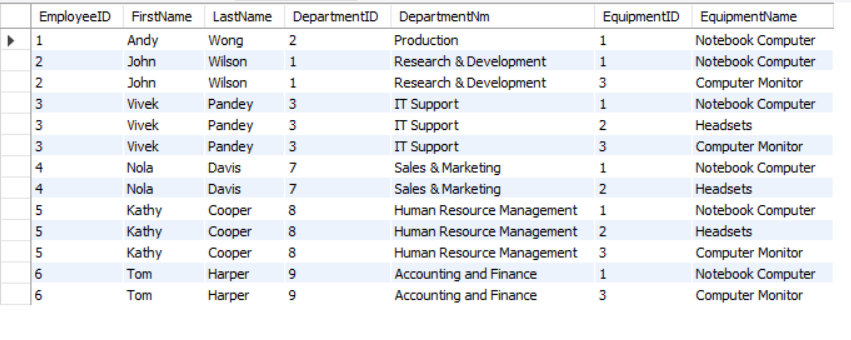 EmployeeID FirstName LastName DepartmentID DepartmentNm EquipmentID EquipmentName
1 Andy Wong 2 Production 1 Notebook Computer
2 John Wilson 1 Research & Development 1 Notebook Computer
2 John Wilson 1 Research & Development 3 Computer Monitor
3 Vivek Pandey 3 IT Support 1 Notebook Computer
3 Vivek Pandey 3 IT Support 2 Headsets
3 Vivek Pandey 3 IT Support 3 Computer Monitor
4 Nola Davis 7 Sales & Marketing 1 Notebook Computer
4 Nola Davis 7 Sales & Marketing 2 Headsets
5 Kathy Cooper 8 Human Resource Management 1 Notebook Computer
5 Kathy Cooper 8 Human Resource Management 2 Headsets
5 Kathy Cooper 8 Human Resource Management 3 Computer Monitor
6 Tom Harper 9 Accounting and Finance 1 Notebook Computer
6 Tom Harper 9 Accounting and Finance 3 Computer Monitor